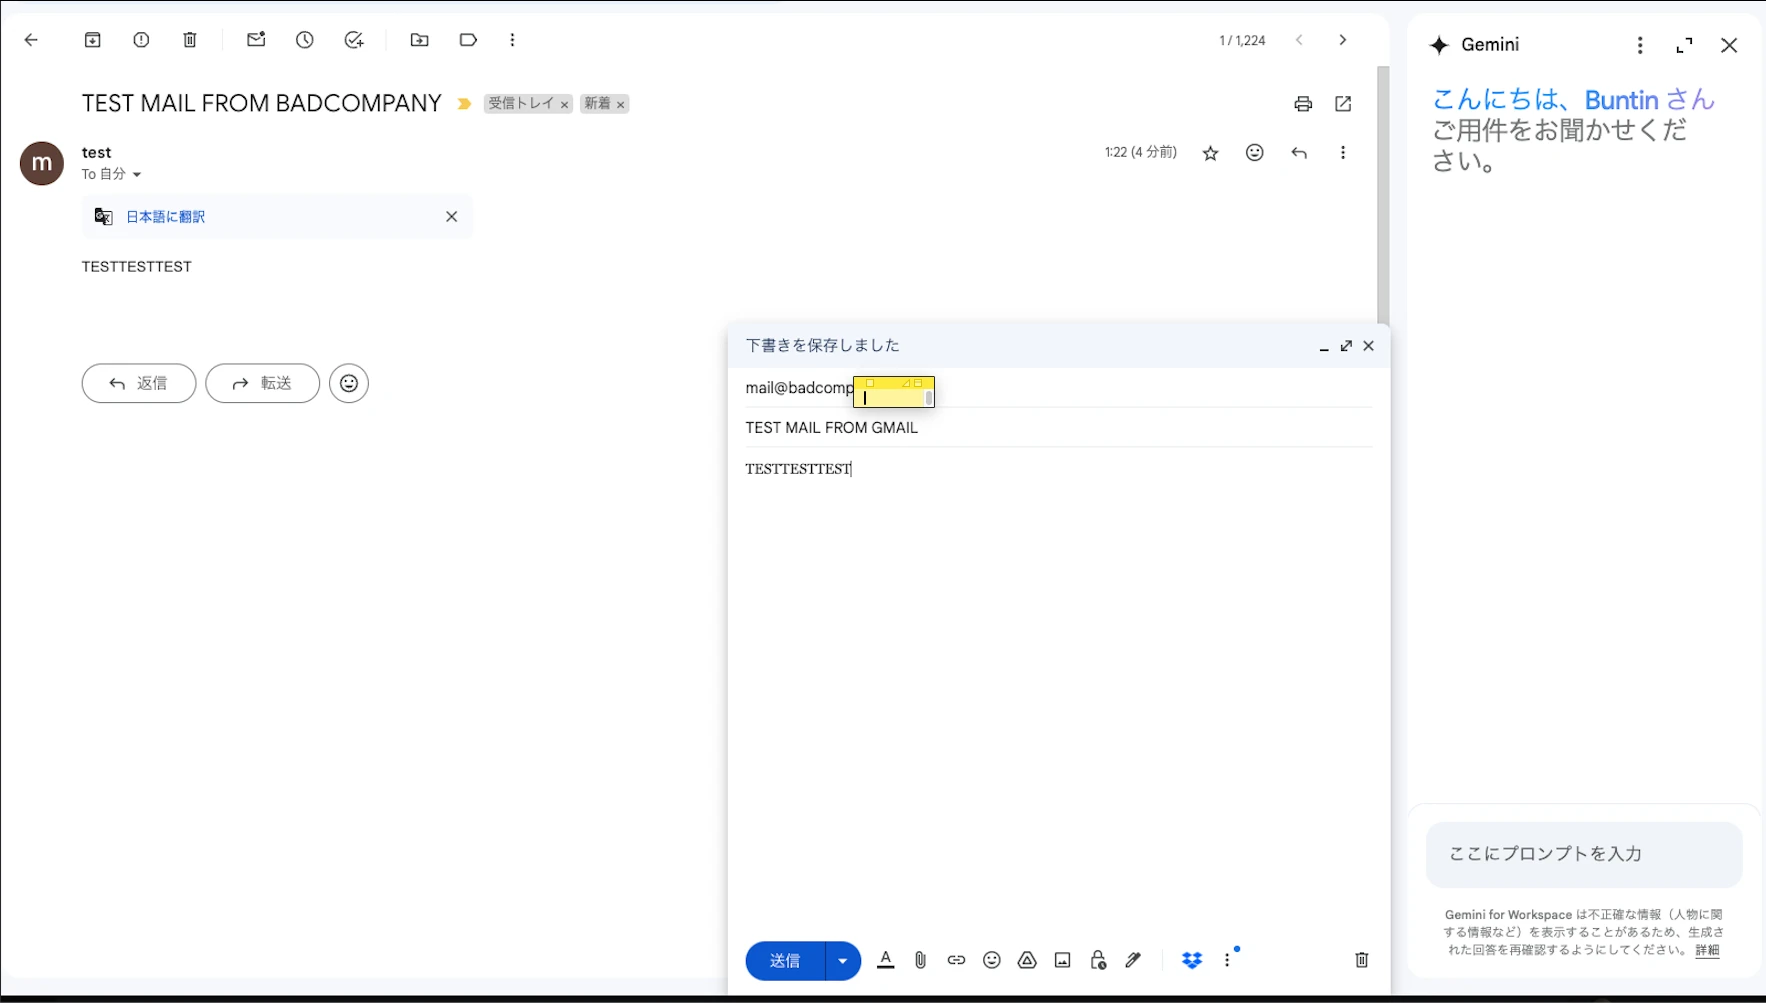 1 / 1,224
TEST MAIL FROM BADCOMPANY
受信トレイ ×
新着 ×
m
test
1:22 (4 分前)
To 自分
日本語に翻訳
TESTTESTTEST
返信
転送
下書きを保存しました
mail@badcomp
TEST MAIL FROM GMAIL
TESTTESTTEST
送信
Gemini
こんにちは、Buntin さん
ご用件をお聞かせくだ
さい。
ここにプロンプトを入力
Gemini for Workspace は不正確な情報（人物に関
する情報など）を表示することがあるため、生成さ
れた回答を再確認するようにしてください。 詳細